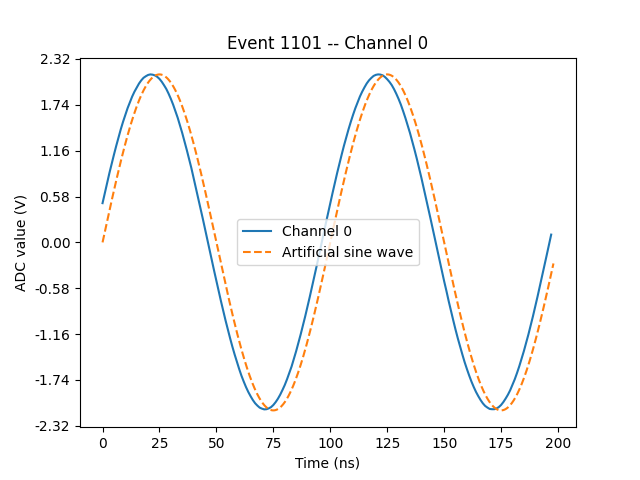 Event 1101 -- Channel 0
ADC value (V)
2.32
1.74
1.16
0.58
0.00
-0.58
-1.16
-1.74
-2.32
Channel 0
Artificial sine wave
0 25 50 75 100 125 150 175 200
Time (ns)